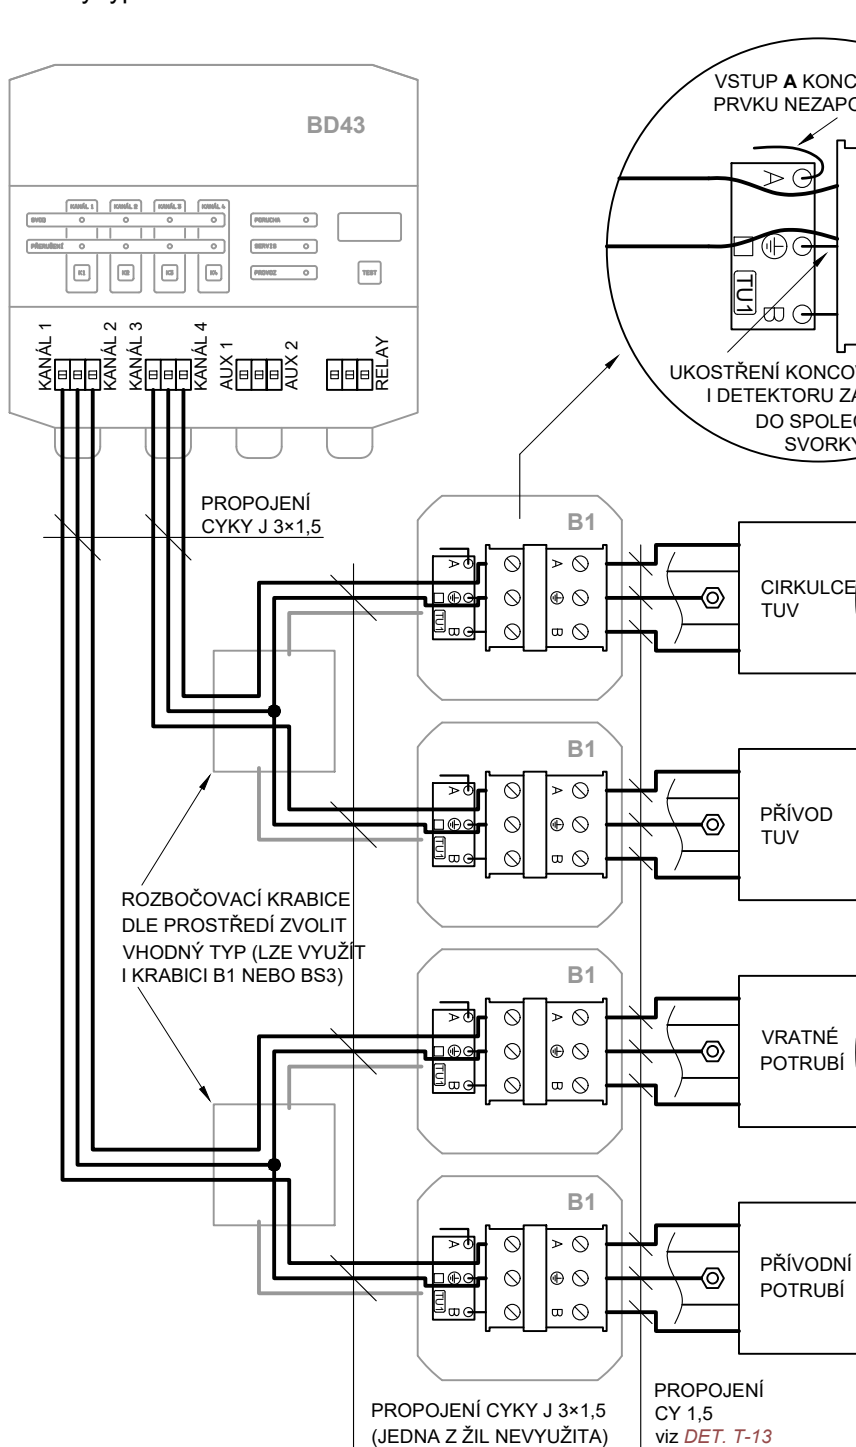 BD43
KANÁL 1 KANÁL 2 KANÁL 3 KANÁL 4
SVOD
PŘERUŠENÍ
K1 K2 K3 K4
PORUCHA
SERVIS
PROVOZ
TEST
KANÁL 1
KANÁL 2
KANÁL 3
KANÁL 4
AUX 1
AUX 2
RELAY
VSTUP A KONC
PRVKU NEZAPO
A
TU1
B
UKOSTŘENÍ KONCOV
I DETEKTORU ZA
DO SPOLEČ
SVORKY
PROPOJENÍ
CYKY J 3×1,5
B1
A A
TU1
B B
CIRKULCE
TUV
B1
A A
TU1
B B
PŘÍVOD
TUV
ROZBOČOVACÍ KRABICE
DLE PROSTŘEDÍ ZVOLIT
VHODNÝ TYP (LZE VYUŽÍT
I KRABICI B1 NEBO BS3)
B1
A A
TU1
B B
VRATNÉ
POTRUBÍ
B1
A A
TU1
B B
PŘÍVODNÍ
POTRUBÍ
PROPOJENÍ CYKY J 3×1,5
(JEDNA Z ŽIL NEVYUŽITA)
PROPOJENÍ
CY 1,5
viz DET. T-13